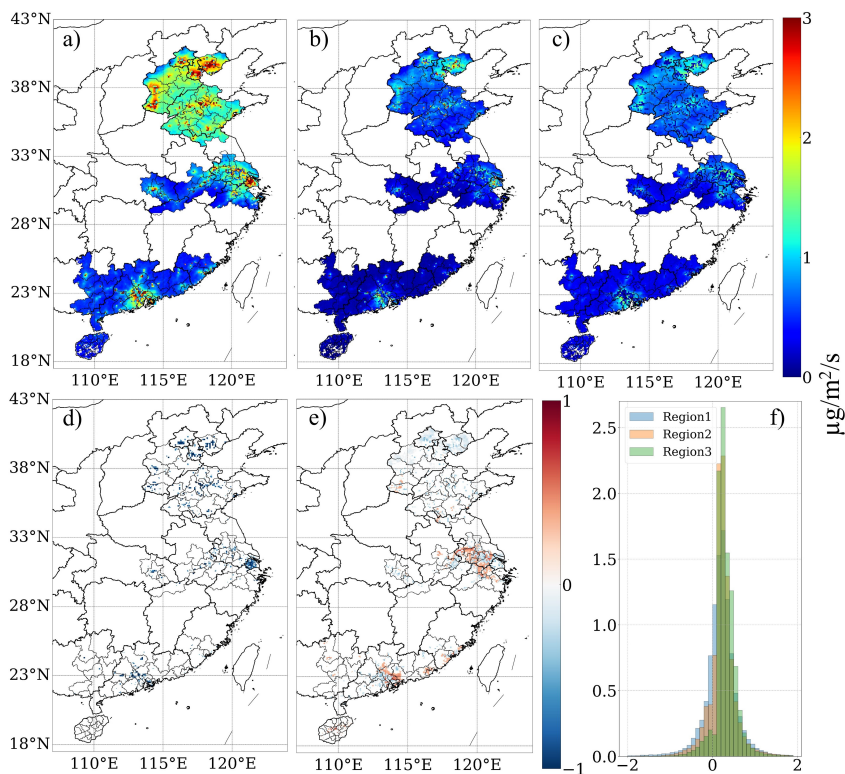 43°N
38°N
33°N
28°N
23°N
18°N
a)
b)
c)
110°E 115°E 120°E
110°E 115°E 120°E
110°E 115°E 120°E
3
2
1
0
μg/m²/s
43°N
38°N
33°N
28°N
23°N
18°N
d)
e)
110°E 115°E 120°E
110°E 115°E 120°E
1
0
−1
f)
Region1
Region2
Region3
2.5
2.0
1.5
1.0
0.5
0.0
−2 0 2